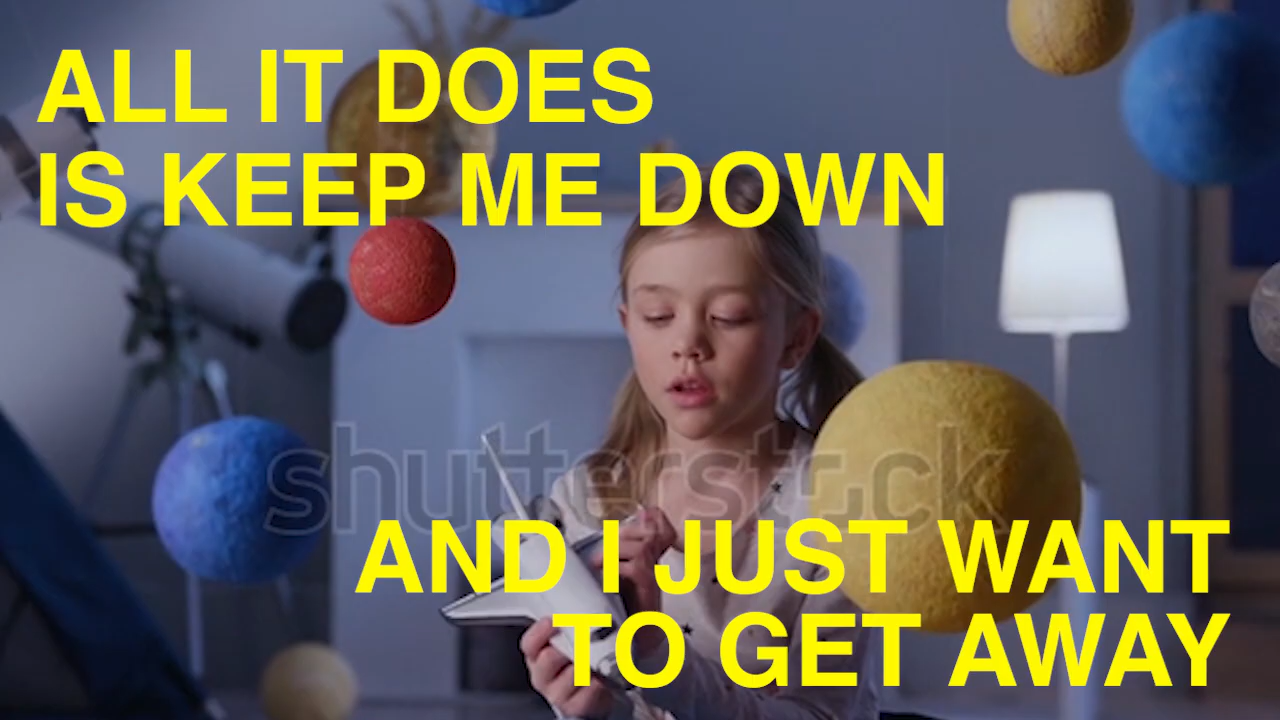 ALL IT DOES
IS KEEP ME DOWN
shutterstock
AND I JUST WANT
TO GET AWAY